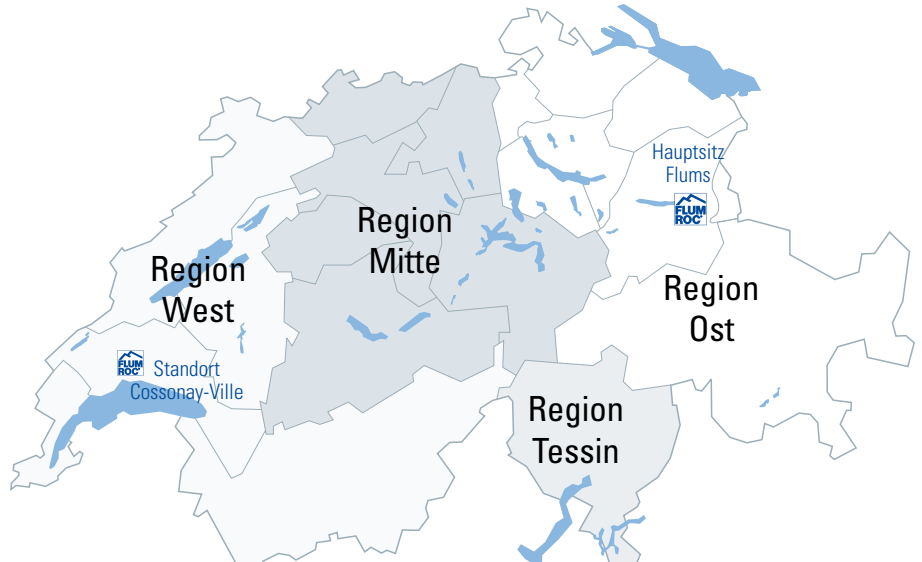 Hauptsitz
Flums
FLUM
ROC®
Region
Mitte
Region
West
Region
Ost
FLUM
ROC®
Standort
Cossonay-Ville
Region
Tessin